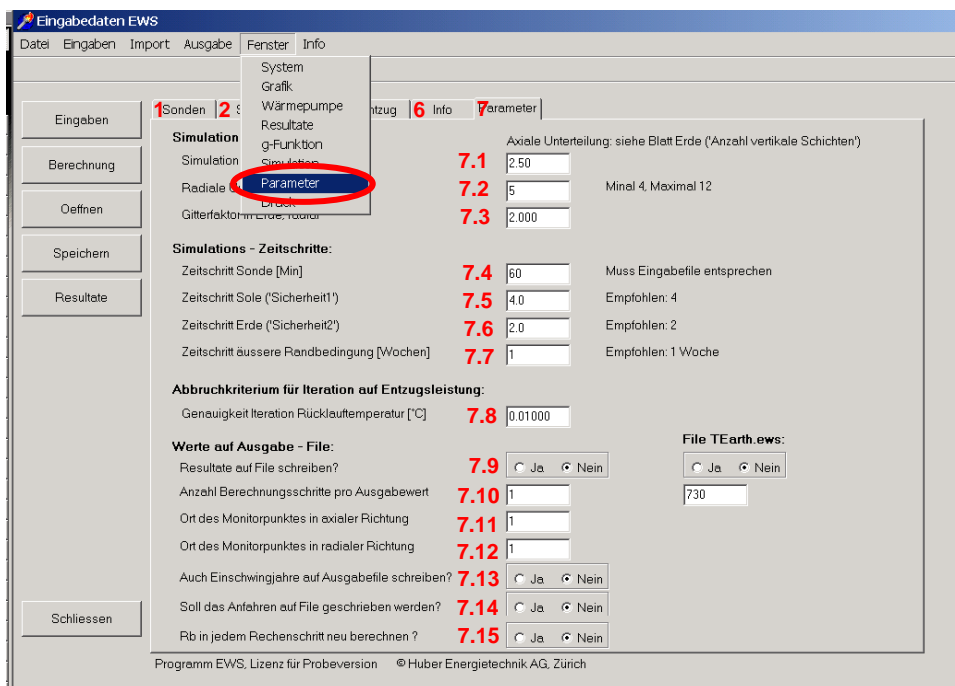 Eingabedaten EWS
Datei Eingaben Import Ausgabe Fenster Info
System
Grafik
Wärmepumpe
Resultate
g-Funktion
Simulation
Parameter
Druck
Eingaben
Berechnung
Oeffnen
Speichern
Resultate
Schliessen
1 Sonden 2 S ntzug 6 Info 7 Parameter
Simulation
Axiale Unterteilung: siehe Blatt Erde ('Anzahl vertikale Schichten')
Simulation 7.1 2.50
Radiale 7.2 5 Minal 4, Maximal 12
Gitterfaktor in Erde, radial 7.3 2.000
Simulations - Zeitschritte:
Zeitschritt Sonde [Min] 7.4 60 Muss Eingabefile entsprechen
Zeitschritt Sole ('Sicherheit1') 7.5 4.0 Empfohlen: 4
Zeitschritt Erde ('Sicherheit2') 7.6 2.0 Empfohlen: 2
Zeitschritt äussere Randbedingung [Wochen] 7.7 1 Empfohlen: 1 Woche
Abbruchkriterium für Iteration auf Entzugsleistung:
Genauigkeit Iteration Rücklauftemperatur [°C] 7.8 0.01000
Werte auf Ausgabe - File: File TEarth.ews:
Resultate auf File schreiben? 7.9 Ja Nein Ja Nein
Anzahl Berechnungsschritte pro Ausgabewert 7.10 1 730
Ort des Monitorpunktes in axialer Richtung 7.11 1
Ort des Monitorpunktes in radialer Richtung 7.12 1
Auch Einschwingjahre auf Ausgabefile schreiben? 7.13 Ja Nein
Soll das Anfahren auf File geschrieben werden? 7.14 Ja Nein
Rb in jedem Rechenschritt neu berechnen ? 7.15 Ja Nein
Programm EWS, Lizenz für Probeversion © Huber Energietechnik AG, Zürich